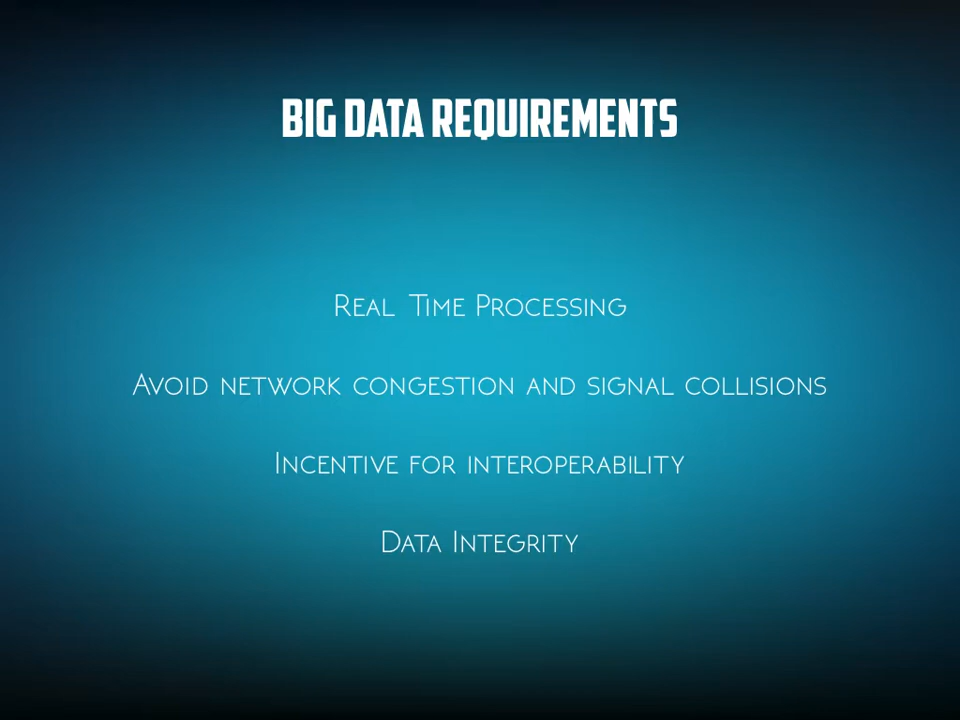 BIG DATA REQUIREMENTS
Real Time Processing
Avoid network congestion and signal collisions
Incentive for interoperability
Data Integrity